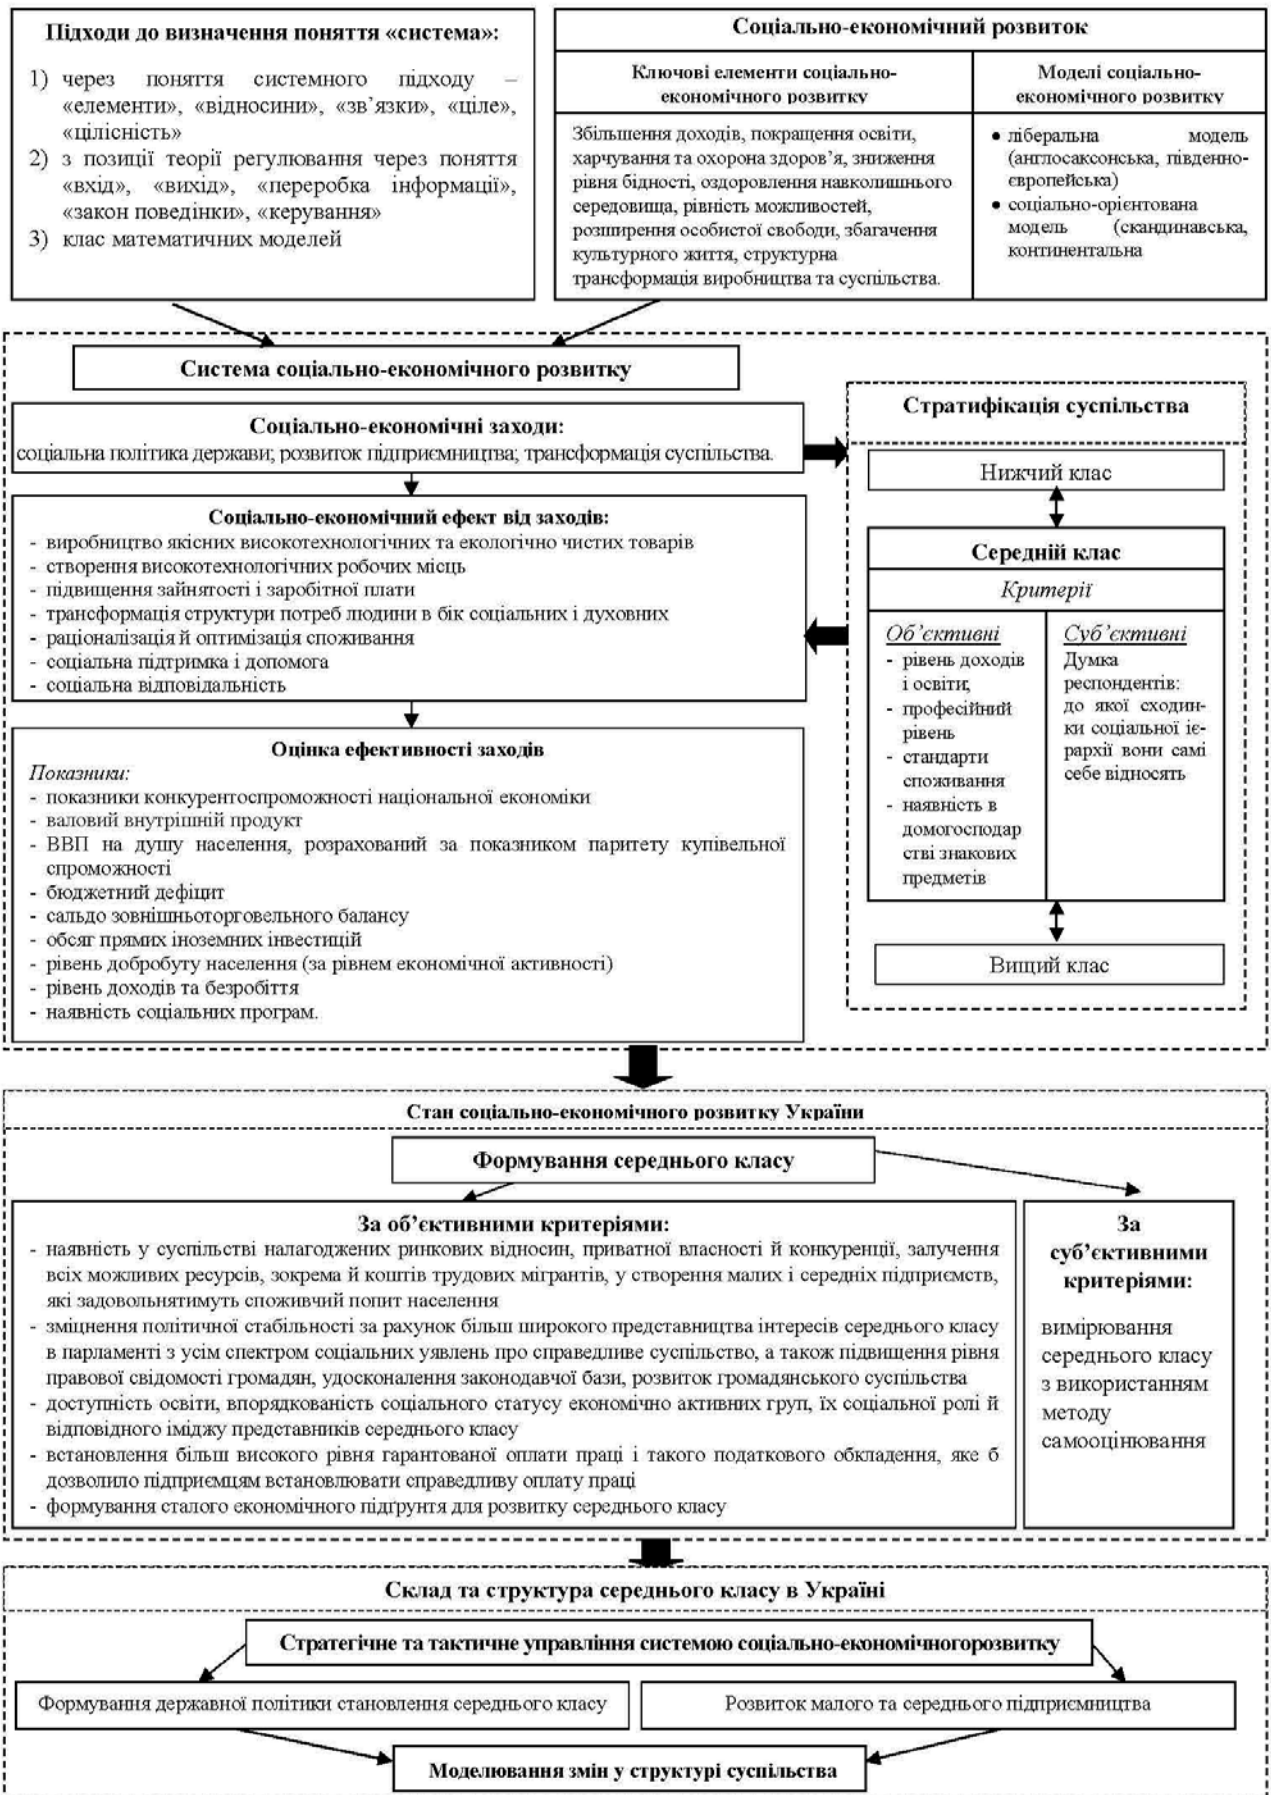 Підходи до визначення поняття «система»:
1) через поняття системного підходу –
«елементи», «відносини», «зв’язки», «ціле»,
«цілісність»
2) з позиції теорії регулювання через поняття
«вхід», «вихід», «переробка інформації»,
«закон поведінки», «керування»
3) клас математичних моделей
Соціально-економічний розвиток
Ключові елементи соціально-
економічного розвитку
Збільшення доходів, покращення освіти,
харчування та охорона здоров’я, зниження
рівня бідності, оздоровлення навколишнього
середовища, рівність можливостей,
розширення особистої свободи, збагачення
культурного життя, структурна
трансформація виробництва та суспільства.
Моделі соціально-
економічного розвитку
• ліберальна модель
(англосаксонська, південно-
європейська)
• соціально-орієнтована
модель (скандинавська,
континентальна
Система соціально-економічного розвитку
Соціально-економічні заходи:
соціальна політика держави; розвиток підприємництва; трансформація суспільства.
Соціально-економічний ефект від заходів:
- виробництво якісних високотехнологічних та екологічно чистих товарів
- створення високотехнологічних робочих місць
- підвищення зайнятості і заробітної плати
- трансформація структури потреб людини в бік соціальних і духовних
- раціоналізація й оптимізація споживання
- соціальна підтримка і допомога
- соціальна відповідальність
Оцінка ефективності заходів
Показники:
- показники конкурентоспроможності національної економіки
- валовий внутрішній продукт
- ВВП на душу населення, розрахований за показником паритету купівельної
спроможності
- бюджетний дефіцит
- сальдо зовнішньоторговельного балансу
- обсяг прямих іноземних інвестицій
- рівень добробуту населення (за рівнем економічної активності)
- рівень доходів та безробіття
- наявність соціальних програм.
Стратифікація суспільства
Нижчий клас
Середній клас
Критерії
Об’єктивні
- рівень доходів
і освіти;
- професійний
рівень
- стандарти
споживання
- наявність в
домогосподар
стві знакових
предметів
Суб’єктивні
Думка
респондентів:
до якої сходин-
ки соціальної іє-
рархії вони самі
себе відносять
Вищий клас
Стан соціально-економічного розвитку України
Формування середнього класу
За об’єктивними критеріями:
- наявність у суспільстві налагоджених ринкових відносин, приватної власності й конкуренції, залучення
всіх можливих ресурсів, зокрема й коштів трудових мігрантів, у створення малих і середніх підприємств,
які задовольнятимуть споживчий попит населення
- зміцнення політичної стабільності за рахунок більш широкого представництва інтересів середнього класу
в парламенті з усім спектром соціальних уявлень про справедливе суспільство, а також підвищення рівня
правової свідомості громадян, удосконалення законодавчої бази, розвиток громадянського суспільства
- доступність освіти, впорядкованість соціального статусу економічно активних груп, їх соціальної ролі й
відповідного іміджу представників середнього класу
- встановлення більш високого рівня гарантованої оплати праці і такого податкового обкладення, яке б
дозволило підприємцям встановлювати справедливу оплату праці
- формування сталого економічного підґрунтя для розвитку середнього класу
За
суб’єктивними
критеріями:
вимірювання
середнього класу
з використанням
методу
самооцінювання
Склад та структура середнього класу в Україні
Стратегічне та тактичне управління системою соціально-економічногорозвитку
Формування державної політики становлення середнього класу
Розвиток малого та середнього підприємництва
Моделювання змін у структурі суспільства